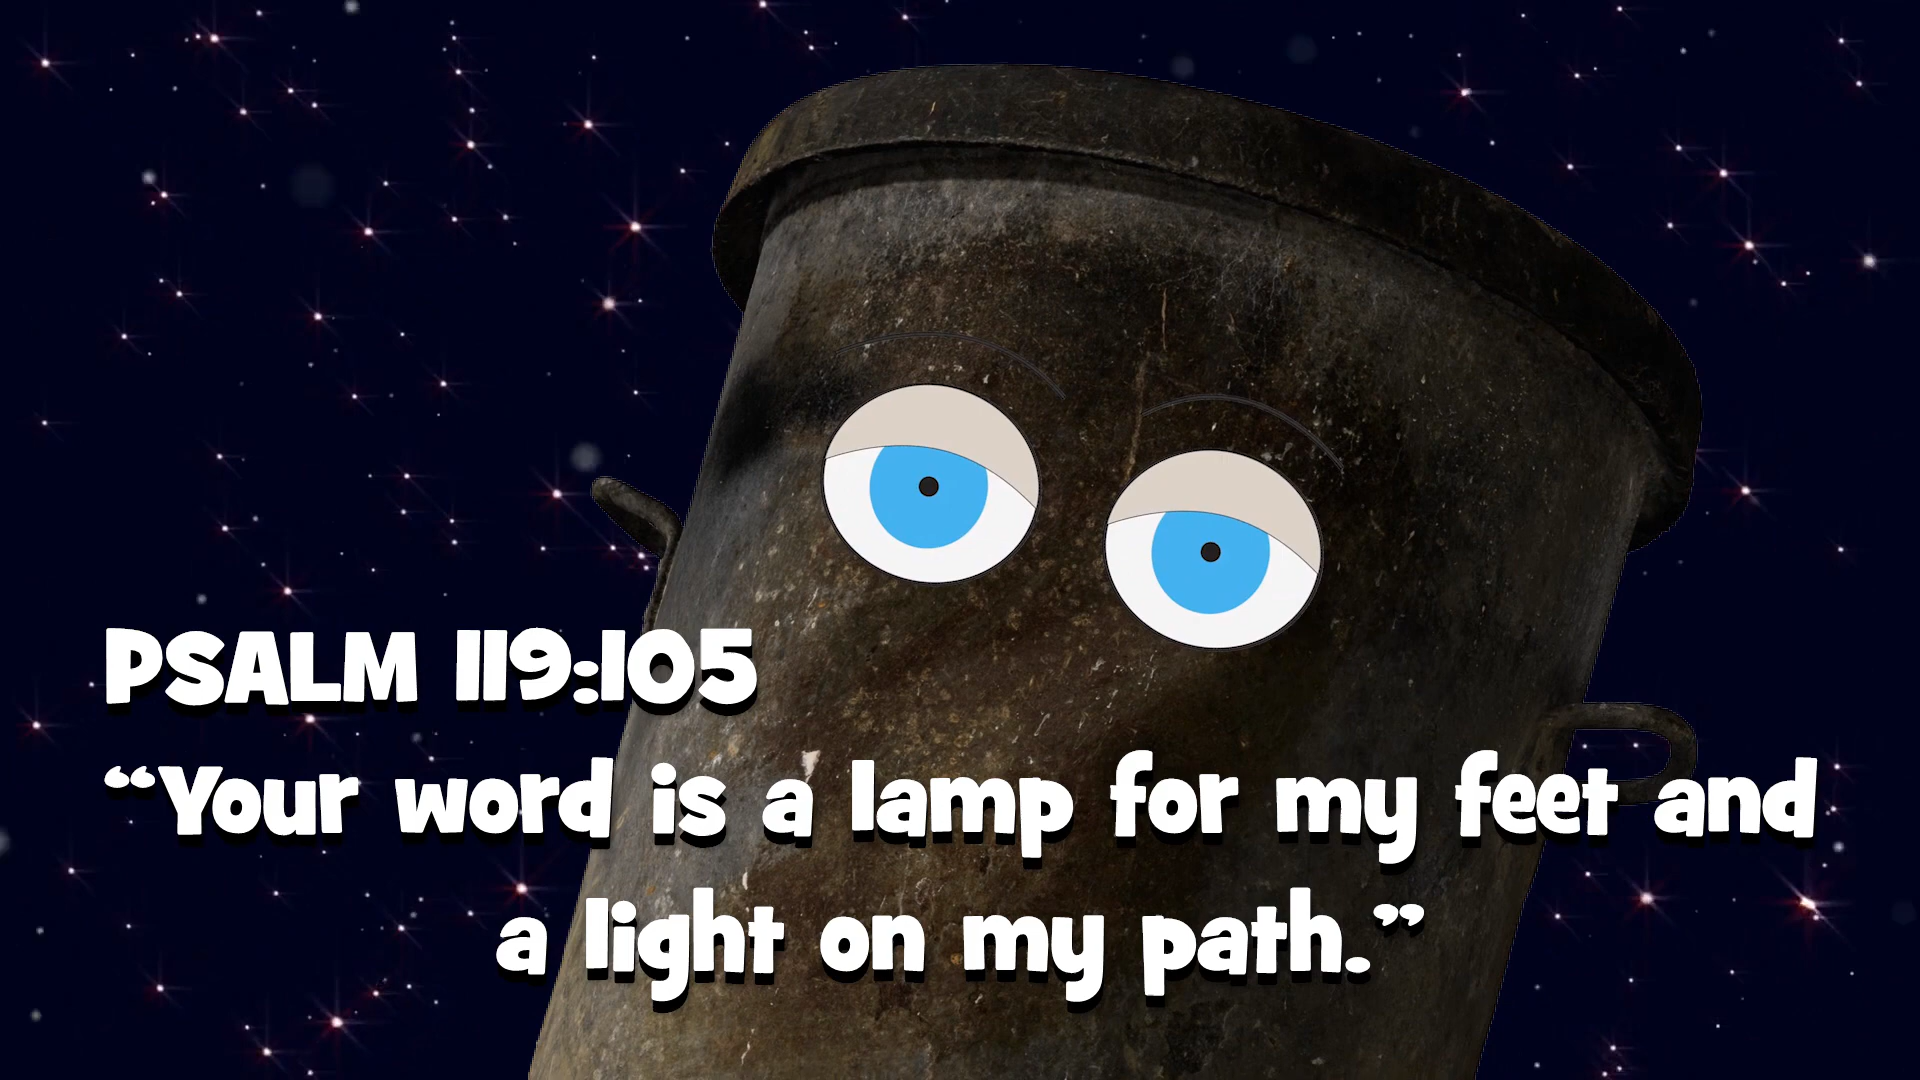 PSALM 119:105
“Your word is a lamp for my feet and
a light on my path.”